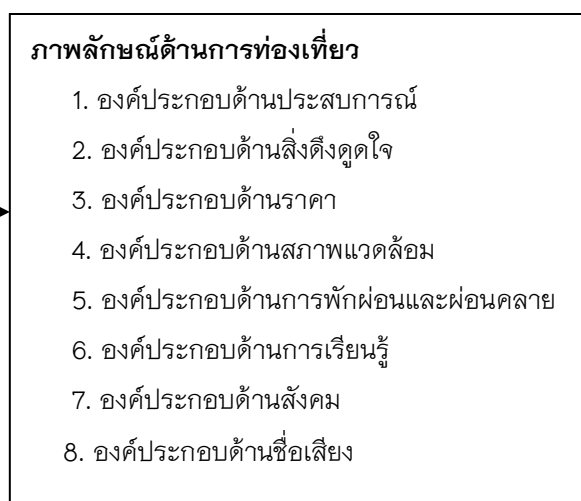 ภาพลักษณ์ด้านการท่องเที่ยว
1. องค์ประกอบด้านประสบการณ์
2. องค์ประกอบด้านสิ่งดึงดูดใจ
3. องค์ประกอบด้านราคา
4. องค์ประกอบด้านสภาพแวดล้อม
5. องค์ประกอบด้านการพักผ่อนและผ่อนคลาย
6. องค์ประกอบด้านการเรียนรู้
7. องค์ประกอบด้านสังคม
8. องค์ประกอบด้านชื่อเสียง